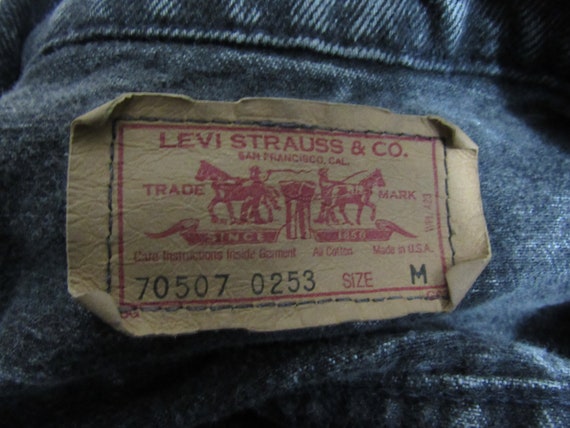 LEVI STRAUSS & CO.
SAN FRANCISCO, CAL.
TRADE MARK
SINCE 1850
Care Instructions Inside Garment All Cotton Made in U.S.A.
70507 0253 SIZE M